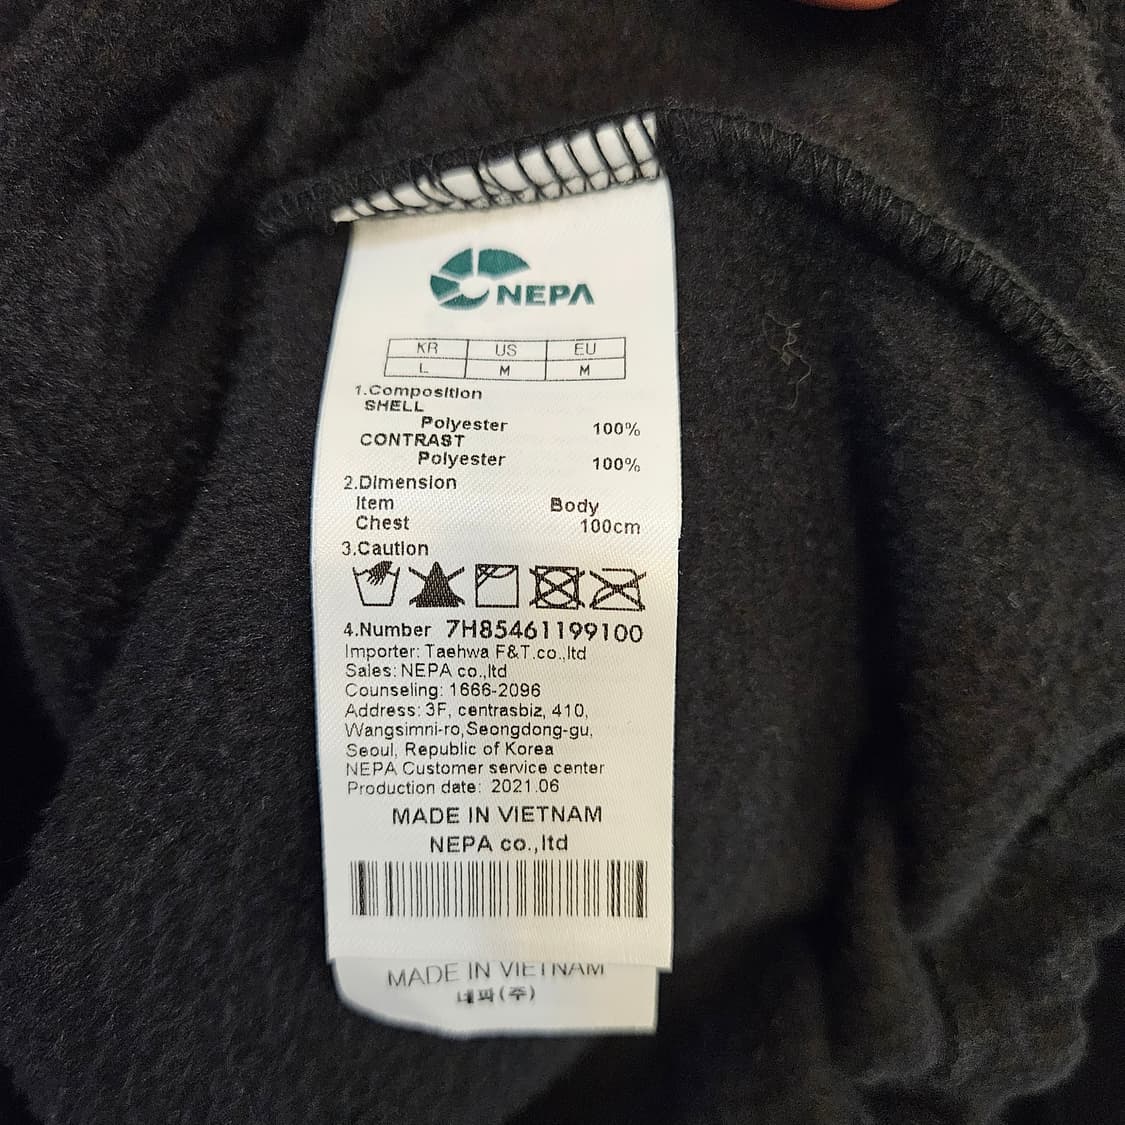 NEPA
KR US EU
L M M
1.Composition
SHELL
Polyester 100%
CONTRAST
Polyester 100%
2.Dimension
Item Body
Chest 100cm
3.Caution
4.Number 7H85461199100
Importer: Taehwa F&T.co.,ltd
Sales: NEPA co.,ltd
Counseling: 1666-2096
Address: 3F, centrasbiz, 410,
Wangsimni-ro,Seongdong-gu,
Seoul, Republic of Korea
NEPA Customer service center
Production date: 2021.06
MADE IN VIETNAM
NEPA co.,ltd
MADE IN VIETNAM
네파(주)